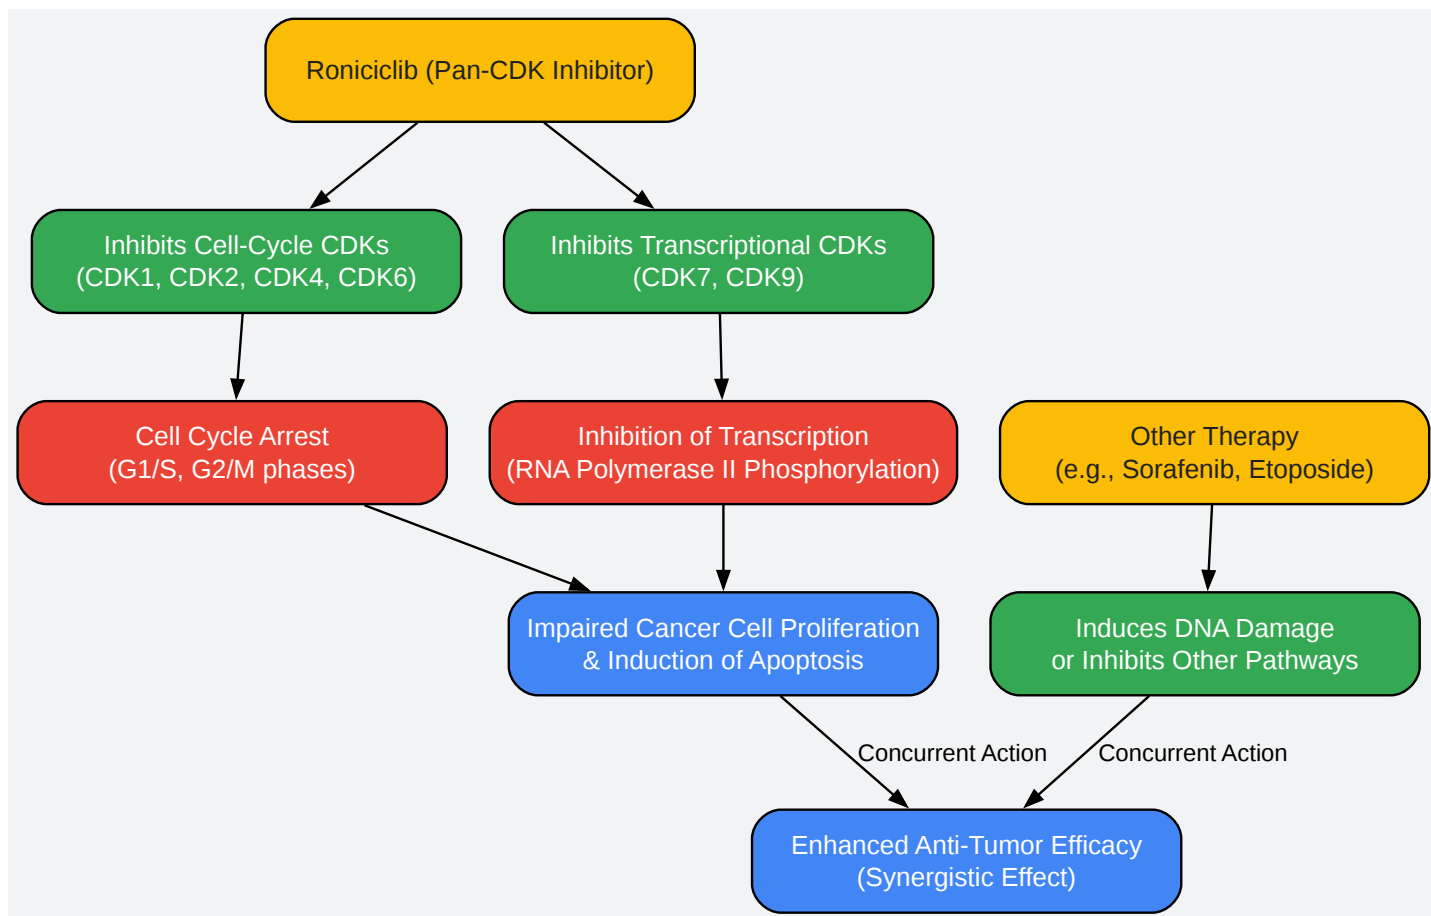 Roniciclib (Pan-CDK Inhibitor)
Inhibits Cell-Cycle CDKs
(CDK1, CDK2, CDK4, CDK6)
Inhibits Transcriptional CDKs
(CDK7, CDK9)
Cell Cycle Arrest
(G1/S, G2/M phases)
Inhibition of Transcription
(RNA Polymerase II Phosphorylation)
Other Therapy
(e.g., Sorafenib, Etoposide)
Impaired Cancer Cell Proliferation
& Induction of Apoptosis
Induces DNA Damage
or Inhibits Other Pathways
Concurrent Action
Concurrent Action
Enhanced Anti-Tumor Efficacy
(Synergistic Effect)